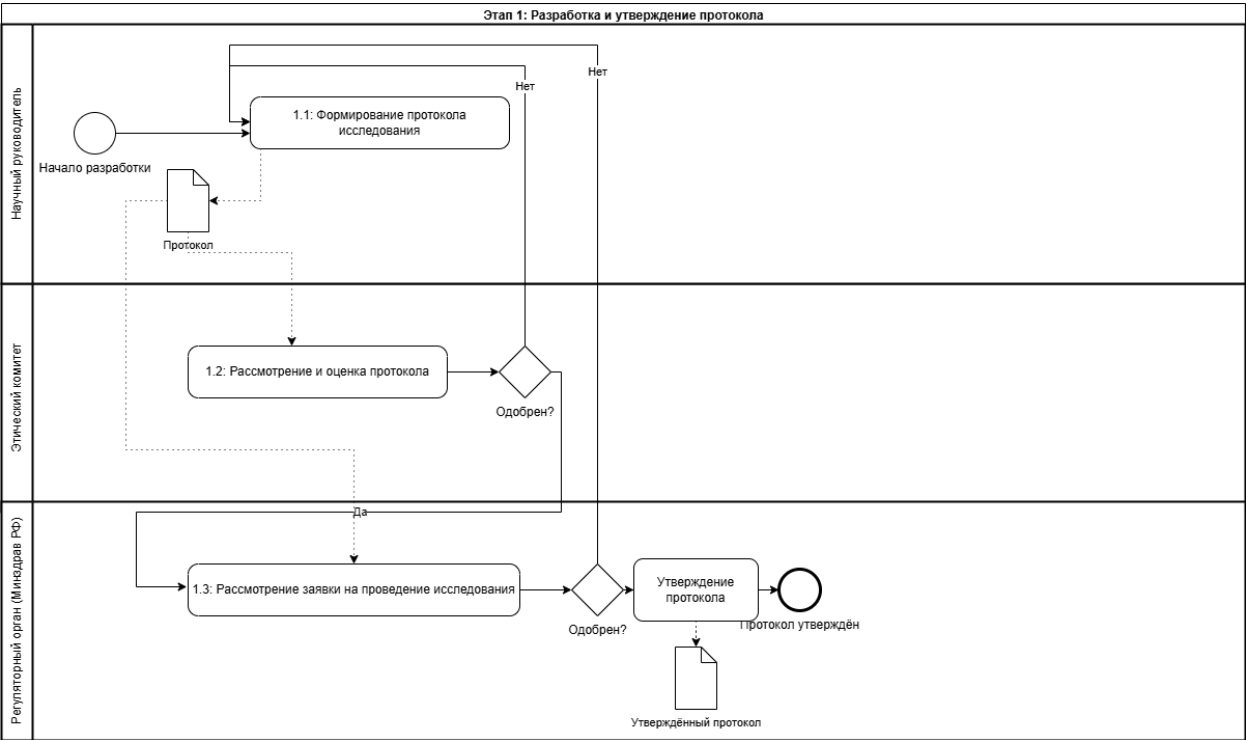 Этап 1: Разработка и утверждение протокола
Научный руководитель
Нет
Нет
1.1: Формирование протокола
исследования
Начало разработки
Протокол
Этический комитет
1.2: Рассмотрение и оценка протокола
Одобрен?
Регуляторный орган (Минздрав РФ)
Да
1.3: Рассмотрение заявки на проведение исследования
Одобрен?
Утверждение
протокола
Протокол утверждён
Утверждённый протокол